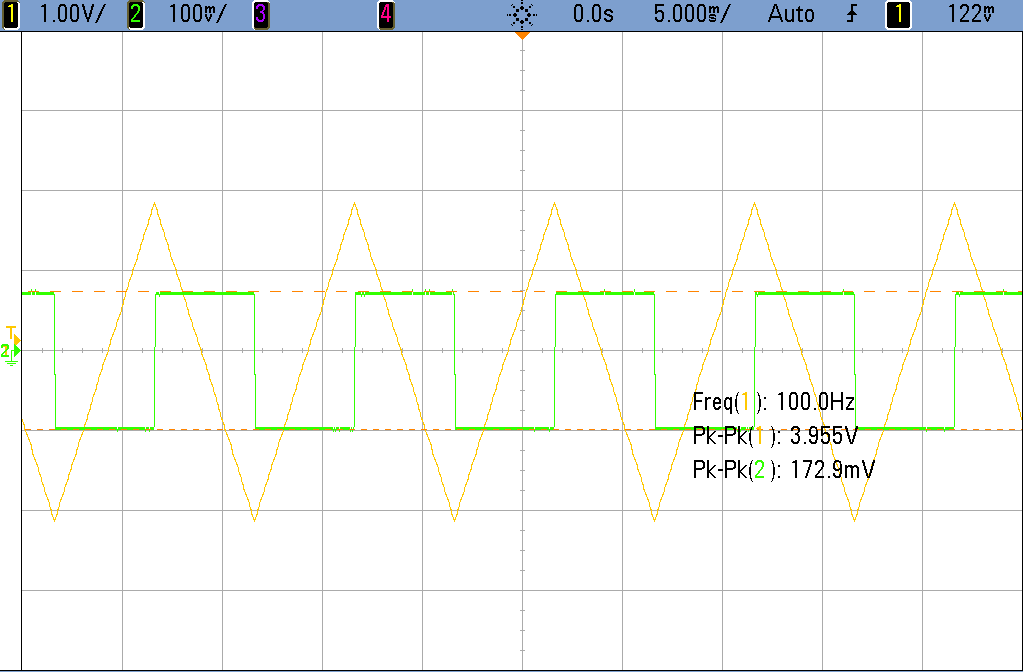 1 1.00V/ 2 100mV/ 3 4 0.0s 5.000ms/ Auto 1 122mV
T
2
Freq(1): 100.0Hz
Pk-Pk(1): 3.955V
Pk-Pk(2): 172.9mV